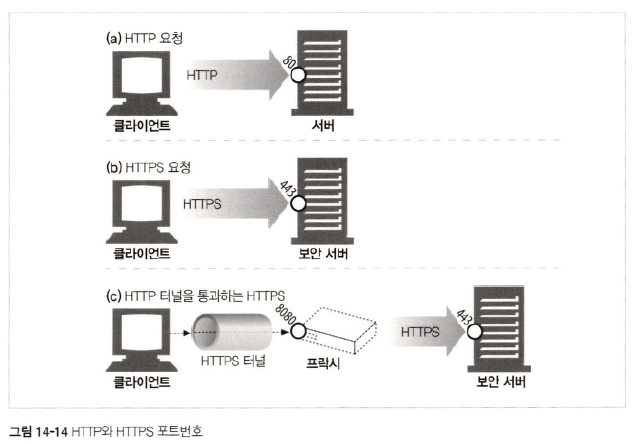 (a) HTTP 요청
HTTP
80
클라이언트
서버
(b) HTTPS 요청
HTTPS
443
클라이언트
보안 서버
(c) HTTP 터널을 통과하는 HTTPS
8080
443
HTTPS
HTTPS 터널
프락시
클라이언트
보안 서버
그림 14-14 HTTP와 HTTPS 포트번호